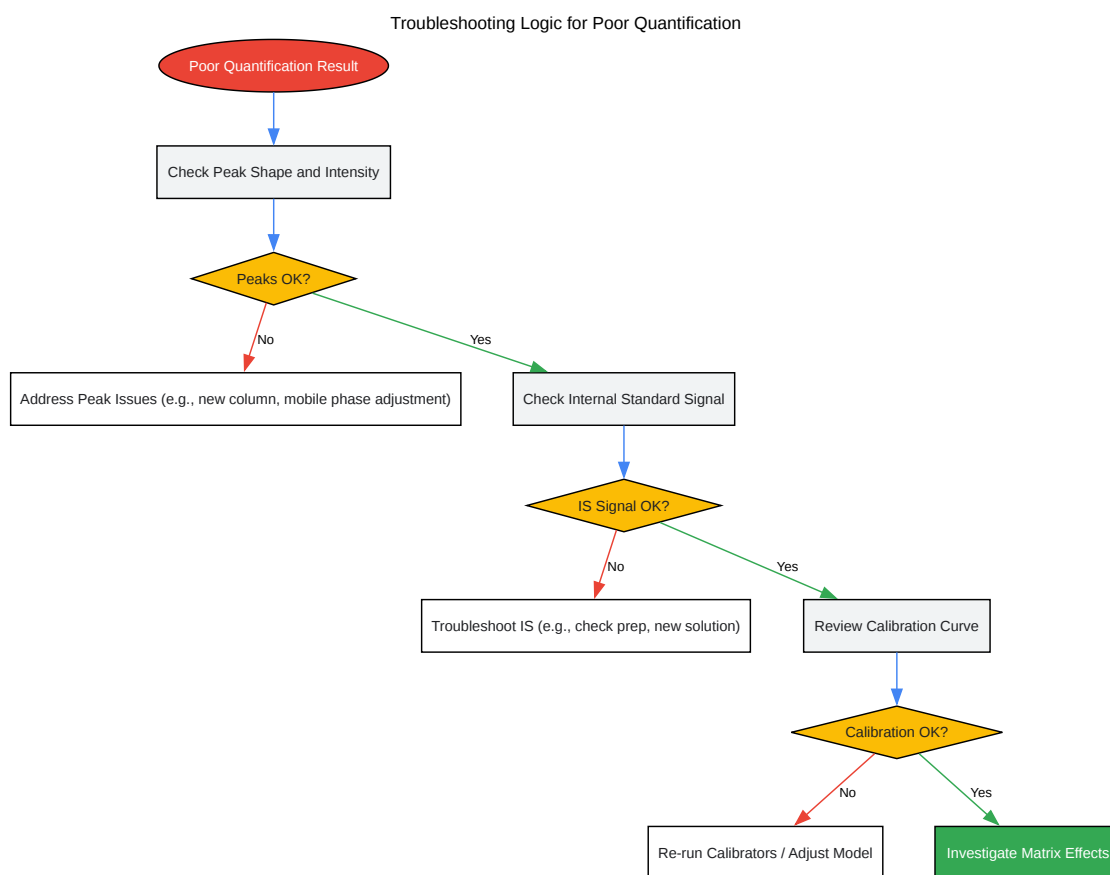 Troubleshooting Logic for Poor Quantification
Poor Quantification Result
Check Peak Shape and Intensity
Peaks OK?
No
Yes
Address Peak Issues (e.g., new column, mobile phase adjustment)
Check Internal Standard Signal
IS Signal OK?
No
Yes
Troubleshoot IS (e.g., check prep, new solution)
Review Calibration Curve
Calibration OK?
No
Yes
Re-run Calibrators / Adjust Model
Investigate Matrix Effects